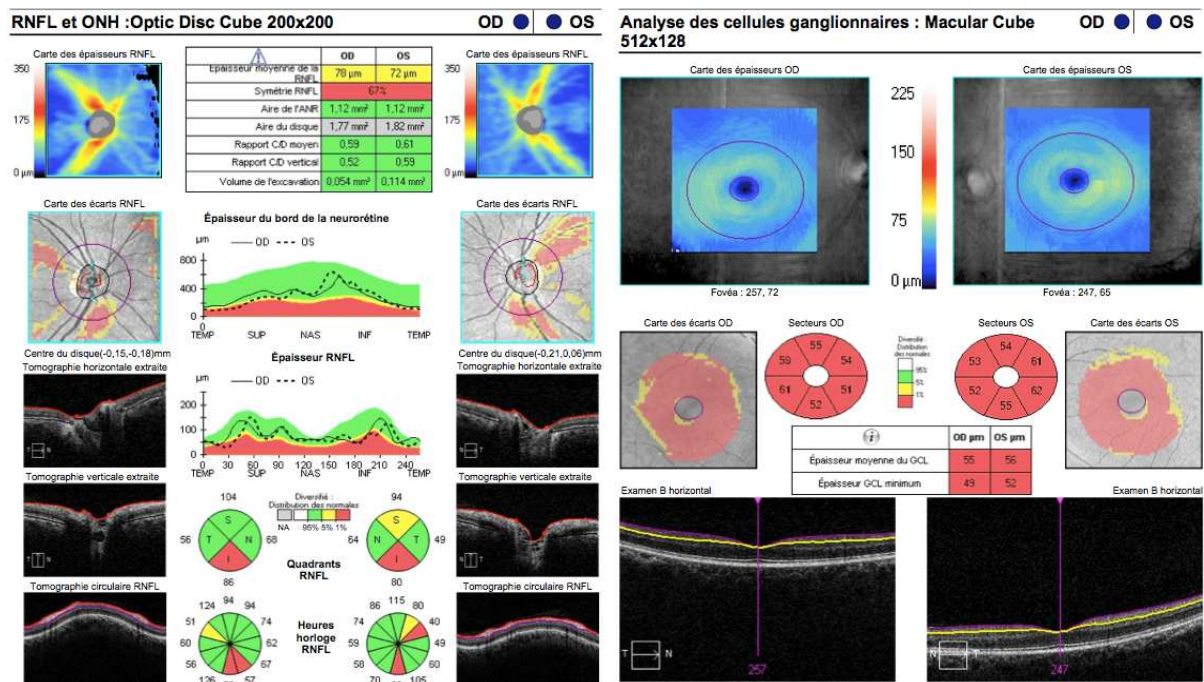 RNFL et ONH :Optic Disc Cube 200x200 OD OS
Carte des épaisseurs RNFL
350
175
0 µm
OD OS
Epaisseur moyenne de la RNFL 78 µm 72 µm
Symétrie RNFL 67%
Aire de l'ANR 1,12 mm² 1,12 mm²
Aire du disque 1,77 mm² 1,82 mm²
Rapport C/D moyen 0,59 0,61
Rapport C/D vertical 0,52 0,59
Volume de l'excavation 0,054 mm³ 0,114 mm³
Carte des épaisseurs RNFL
350
175
0 µm
Carte des écarts RNFL
Centre du disque(-0,15,-0,18)mm
Épaisseur du bord de la neurorétine
µm OD OS
800
400
0
TEMP SUP NAS INF TEMP
Carte des écarts RNFL
Centre du disque(-0,21,0,06)mm
Tomographie horizontale extraite
T N
Épaisseur RNFL
µm OD OS
200
100
0
0 30 60 90 120 150 180 210 240
TEMP SUP NAS INF TEMP
Tomographie horizontale extraite
Tomographie verticale extraite
Diversifié :
Distribution des normales
NA 95% 5% 1%
104
56 S T N I 68
86
Quadrants
RNFL
94
64 S N T I 49
80
Tomographie verticale extraite
Tomographie circulaire RNFL
94
124 94
51 74
60 62
58 67
126 57
Heures
horloge
RNFL
115
86 80
74 40
59 49
58 60
70 105
Tomographie circulaire RNFL
Analyse des cellules ganglionnaires : Macular Cube OD OS
512x128
Carte des épaisseurs OD
Fovéa : 257, 72
225
150
75
0 µm
Carte des épaisseurs OS
Fovéa : 247, 65
Carte des écarts OD
Secteurs OD
55
59 54
61 51
52
Diversifié :
Distribution
des normales
95%
5%
1%
Secteurs OS
54
53 61
52 62
55
Carte des écarts OS
OD µm OS µm
Épaisseur moyenne du GCL 55 56
Épaisseur GCL minimum 49 52
Examen B horizontal
T N
257
Examen B horizontal
N T
247